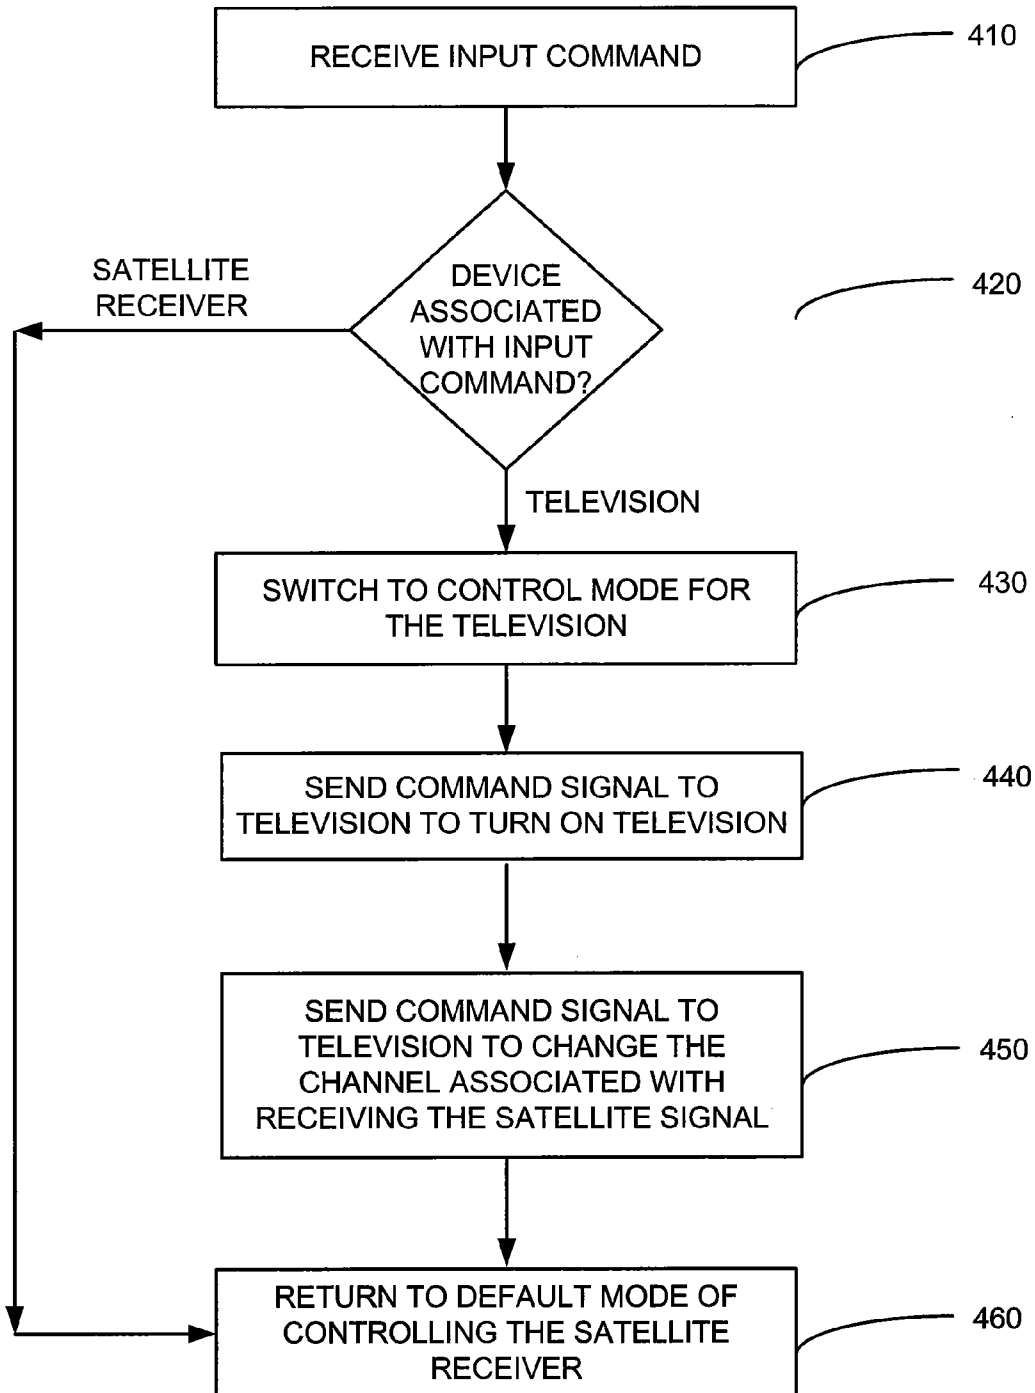 RECEIVE INPUT COMMAND
410
SATELLITE
RECEIVER
DEVICE
ASSOCIATED
WITH INPUT
COMMAND?
420
TELEVISION
SWITCH TO CONTROL MODE FOR
THE TELEVISION
430
SEND COMMAND SIGNAL TO
TELEVISION TO TURN ON TELEVISION
440
SEND COMMAND SIGNAL TO
TELEVISION TO CHANGE THE
CHANNEL ASSOCIATED WITH
RECEIVING THE SATELLITE SIGNAL
450
RETURN TO DEFAULT MODE OF
CONTROLLING THE SATELLITE
RECEIVER
460